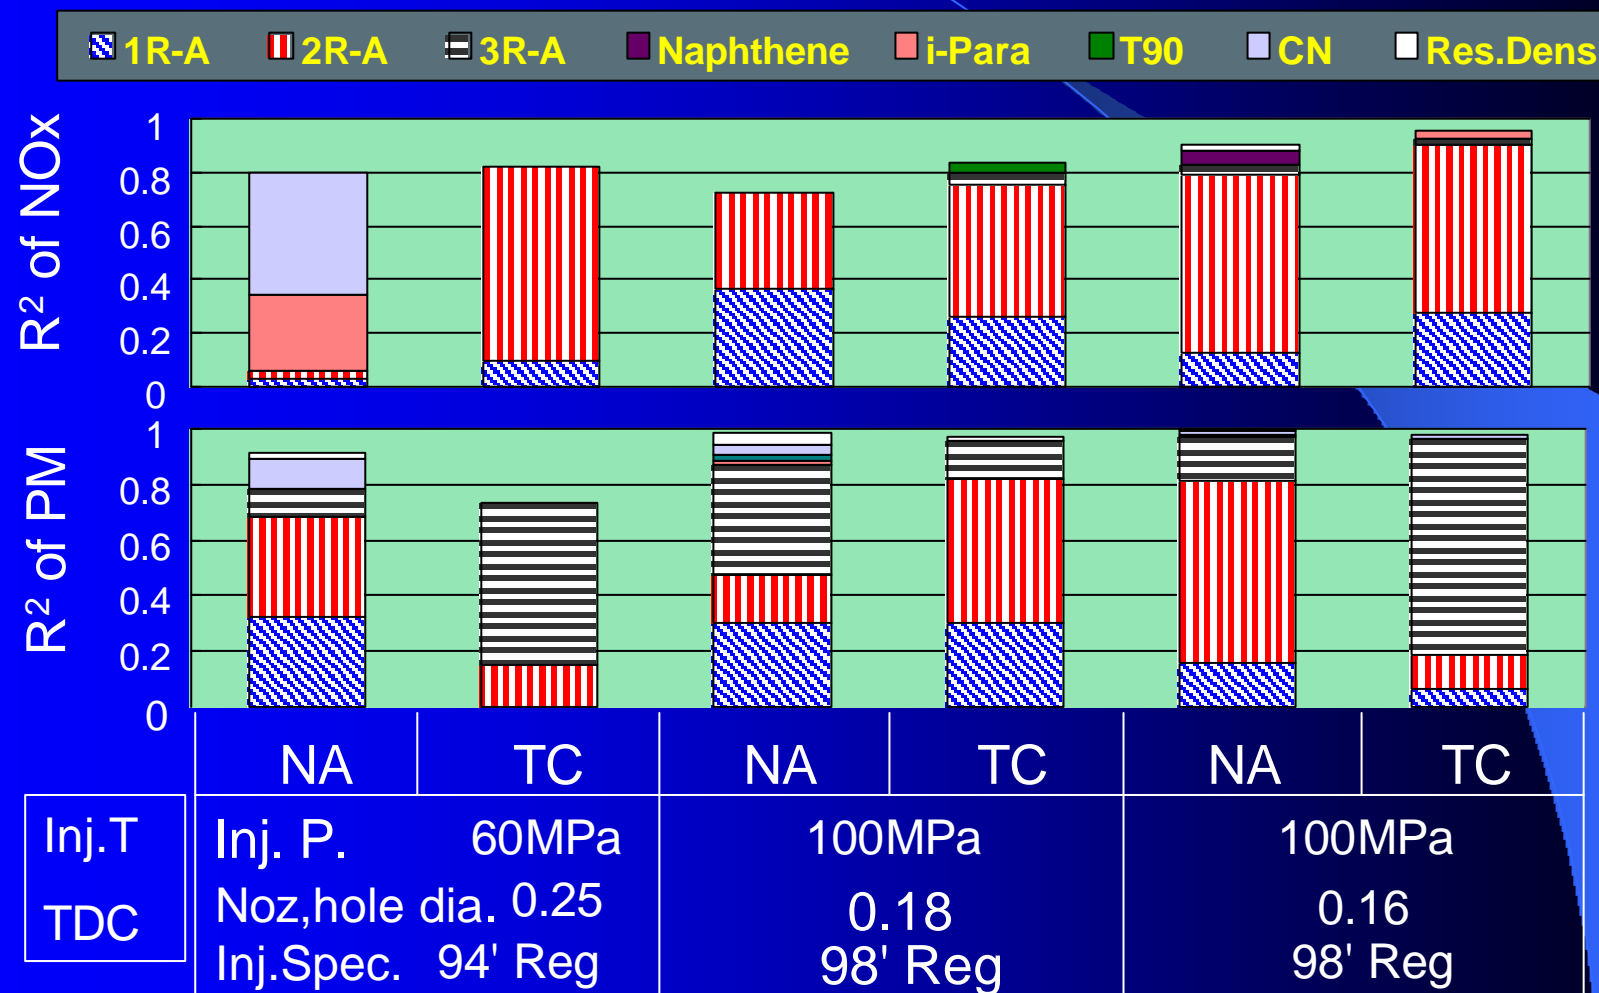 1R-A 2R-A 3R-A Naphthene i-Para T90 CN Res.Dens
R² of NOx
1
0.8
0.6
0.4
0.2
0
R² of PM
1
0.8
0.6
0.4
0.2
0
NA TC NA TC NA TC
Inj.T Inj. P. 60MPa 100MPa 100MPa
TDC Noz,hole dia. 0.25 0.18 0.16
Inj.Spec. 94' Reg 98' Reg 98' Reg